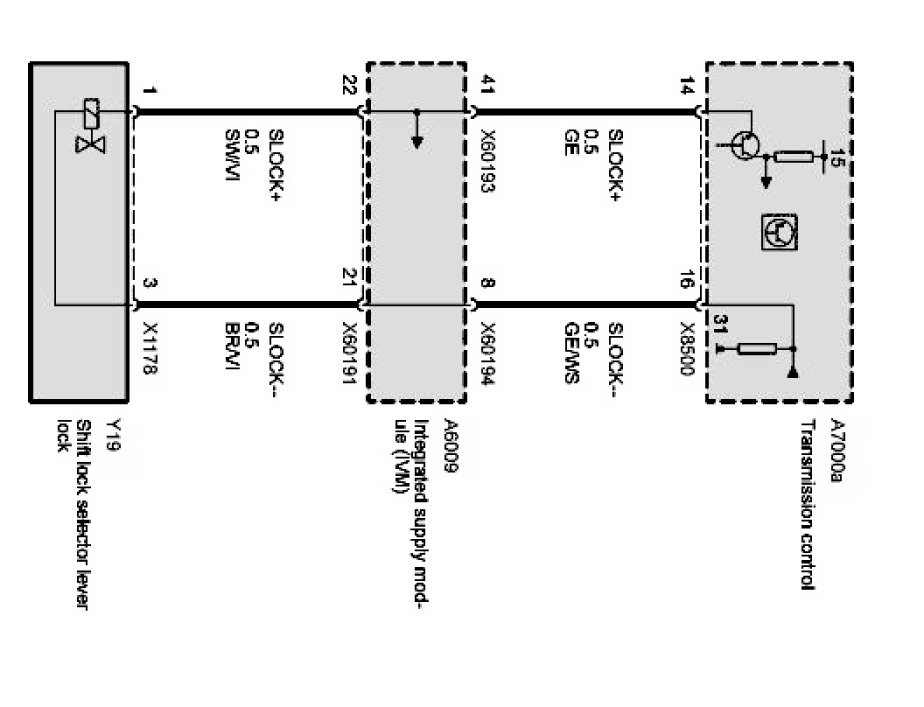 A7000a
Transmission control
15
31
14
16
X8500
SLOCK+
0.5
GE
SLOCK--
0.5
GE/WS
41
X60193
8
X60194
A6009
Integrated supply mod-
ule (IVM)
22
21
X60191
SLOCK+
0.5
SW/VI
SLOCK--
0.5
BR/VI
1
3
X1178
Y19
Shift lock selector lever
lock